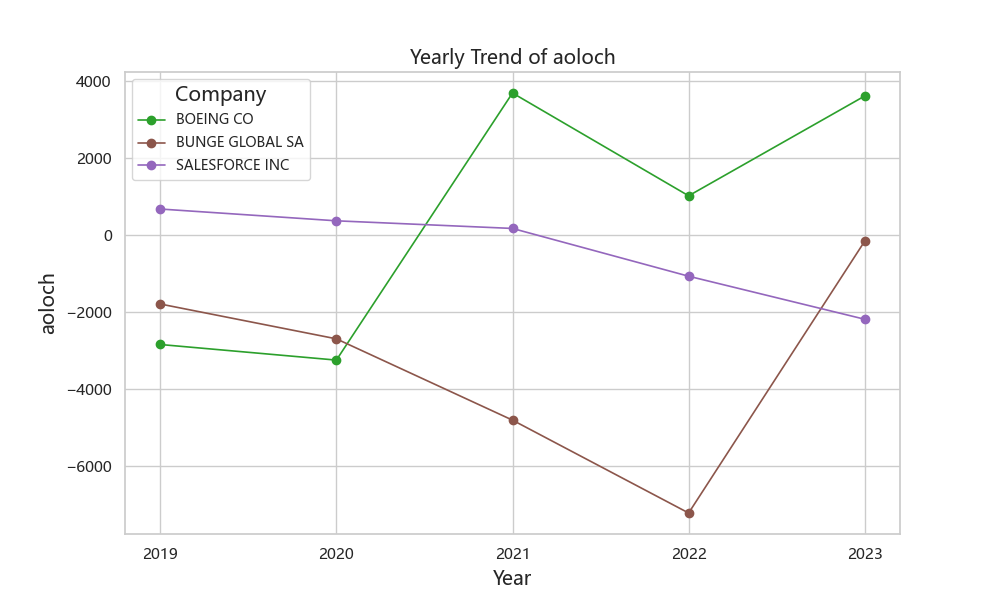 Yearly Trend of aoloch
Company
BOEING CO
BUNGE GLOBAL SA
SALESFORCE INC
4000
2000
0
−2000
−4000
−6000
aoloch
2019 2020 2021 2022 2023
Year